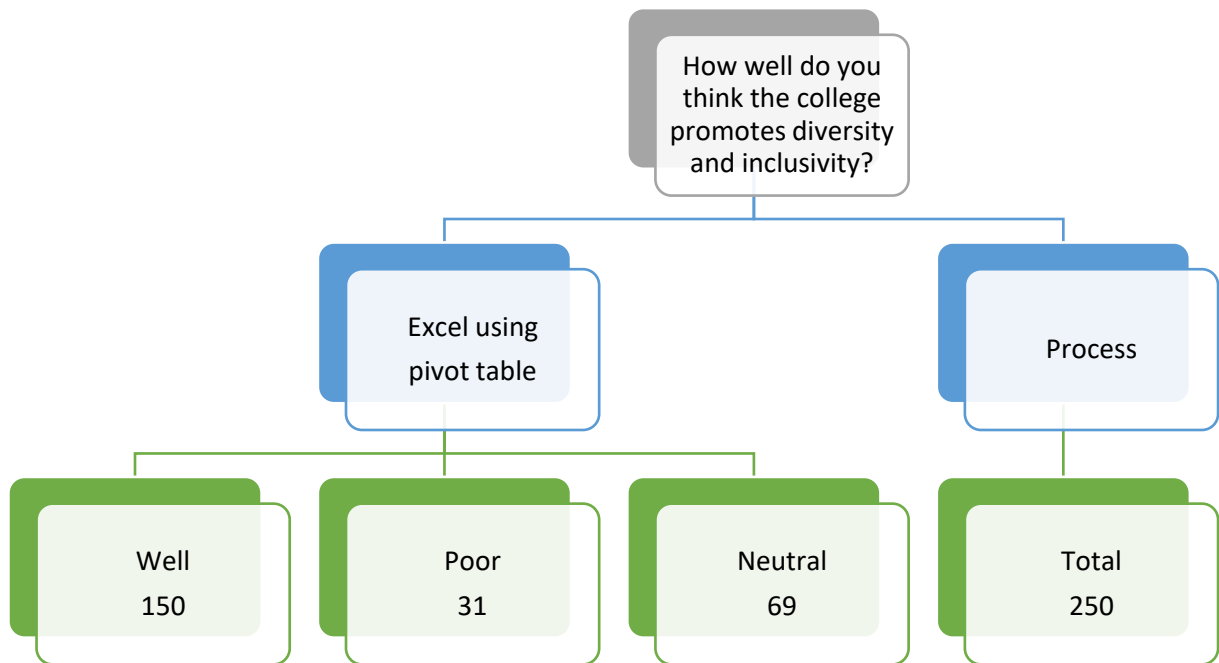 How well do you
think the college
promotes diversity
and inclusivity?
Excel using
pivot table
Process
Well
150
Poor
31
Neutral
69
Total
250